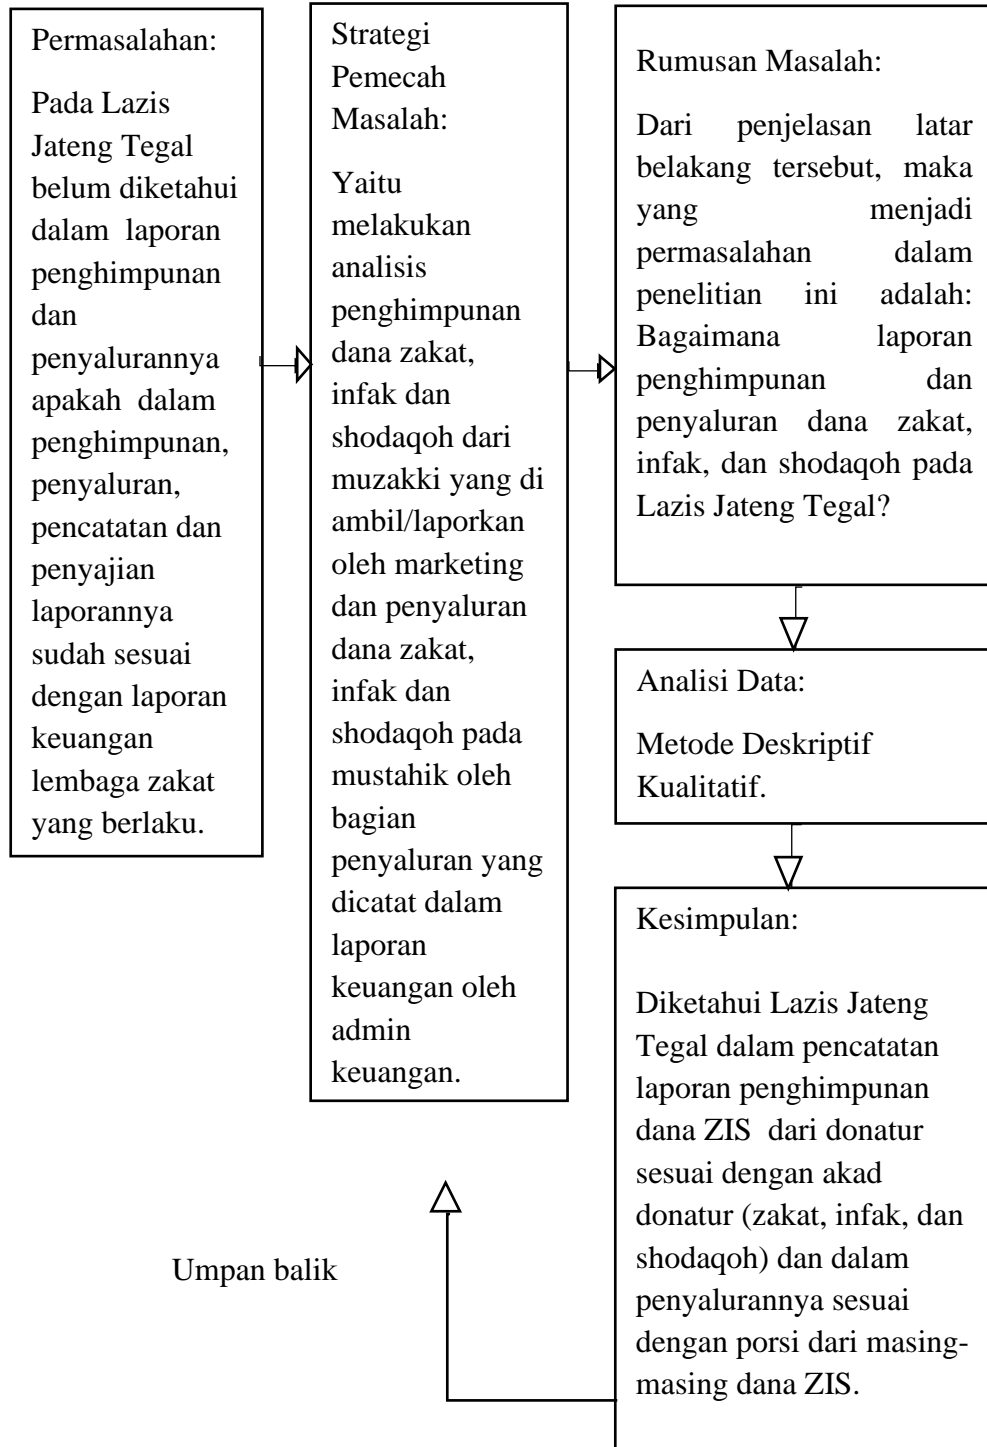 Permasalahan:
Pada Lazis
Jateng Tegal
belum diketahui
dalam laporan
penghimpunan
dan
penyalurannya
apakah dalam
penghimpunan,
penyaluran,
pencatatan dan
penyajian
laporannya
sudah sesuai
dengan laporan
keuangan
lembaga zakat
yang berlaku.
Strategi
Pemecah
Masalah:
Yaitu
melakukan
analisis
penghimpunan
dana zakat,
infak dan
shodaqoh dari
muzakki yang di
ambil/laporkan
oleh marketing
dan penyaluran
dana zakat,
infak dan
shodaqoh pada
mustahik oleh
bagian
penyaluran yang
dicatat dalam
laporan
keuangan oleh
admin
keuangan.
Rumusan Masalah:
Dari penjelasan latar
belakang tersebut, maka
yang menjadi
permasalahan dalam
penelitian ini adalah:
Bagaimana laporan
penghimpunan dan
penyaluran dana zakat,
infak, dan shodaqoh pada
Lazis Jateng Tegal?
Analisi Data:
Metode Deskriptif
Kualitatif.
Kesimpulan:
Diketahui Lazis Jateng
Tegal dalam pencatatan
laporan penghimpunan
dana ZIS dari donatur
sesuai dengan akad
donatur (zakat, infak, dan
shodaqoh) dan dalam
penyalurannya sesuai
dengan porsi dari masing-
masing dana ZIS.
Umpan balik